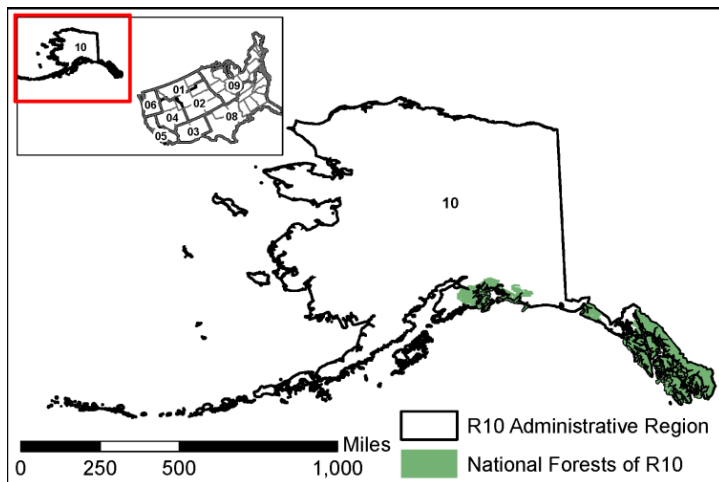 10
01
09
06
02
04
08
05
03
10
Miles
0 250 500 1,000
R10 Administrative Region
National Forests of R10